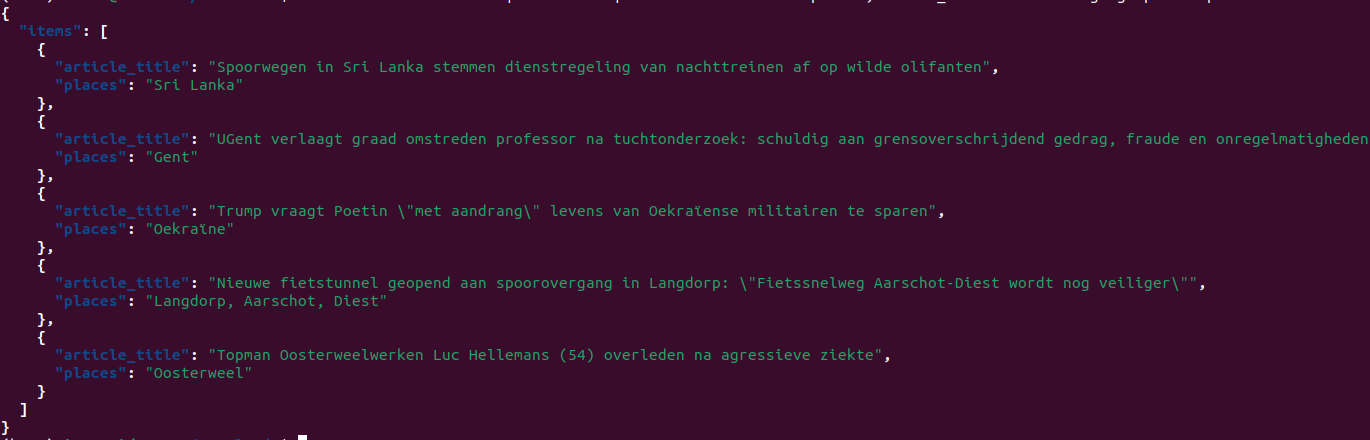 {
"items": [
{
"article_title": "Spoorwegen in Sri Lanka stemmen dienstregeling van nachttreinen af op wilde olifanten",
"places": "Sri Lanka"
},
{
"article_title": "UGent verlaagt graad omstreden professor na tuchtonderzoek: schuldig aan grensoverschrijdend gedrag, fraude en onregelmatigheden
"places": "Gent"
},
{
"article_title": "Trump vraagt Poetin \"met aandrang\" levens van Oekraïense militairen te sparen",
"places": "Oekraïne"
},
{
"article_title": "Nieuwe fietstunnel geopend aan spoorovergang in Langdorp: \"Fietssnelweg Aarschot-Diest wordt nog veiliger\"",
"places": "Langdorp, Aarschot, Diest"
},
{
"article_title": "Topman Oosterweelwerken Luc Hellemans (54) overleden na agressieve ziekte",
"places": "Oosterweel"
}
]
}